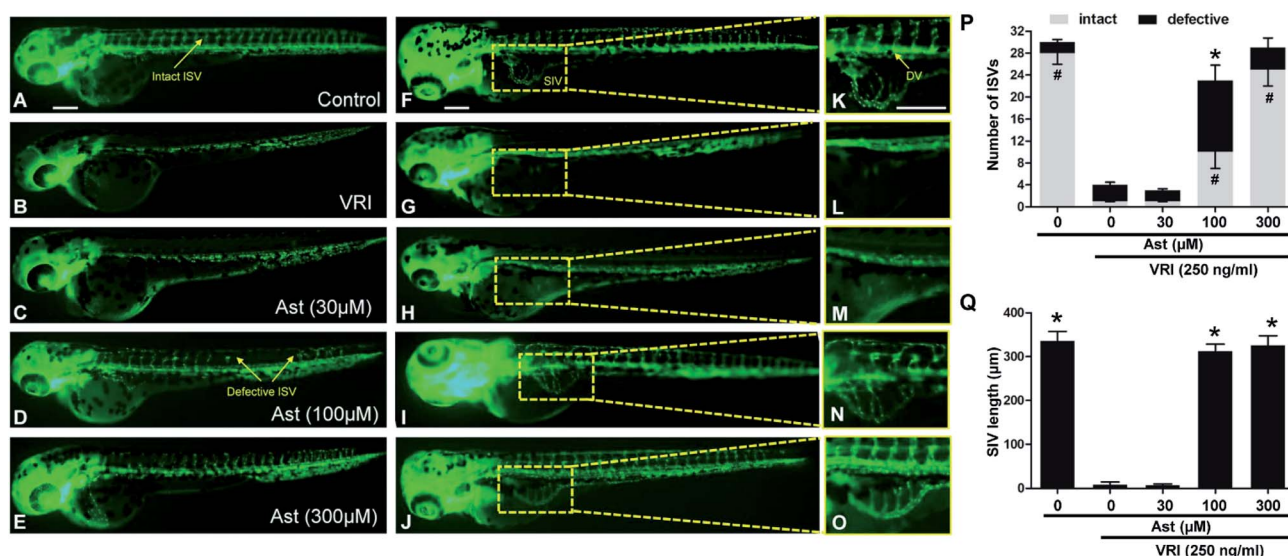 Intact ISV
A
Control
B
VRI
C
Ast (30μM)
Defective ISV
D
Ast (100μM)
E
Ast (300μM)
F
SIV
G
H
I
J
K
DV
L
M
N
O
P
intact defective
Number of ISVs
32
28
24
20
16
12
8
4
0
# # * #
0 0 30 100 300
Ast (μM)
VRI (250 ng/ml)
Q
SIV length (μm)
400
300
200
100
0
* * *
0 0 30 100 300
Ast (μM)
VRI (250 ng/ml)